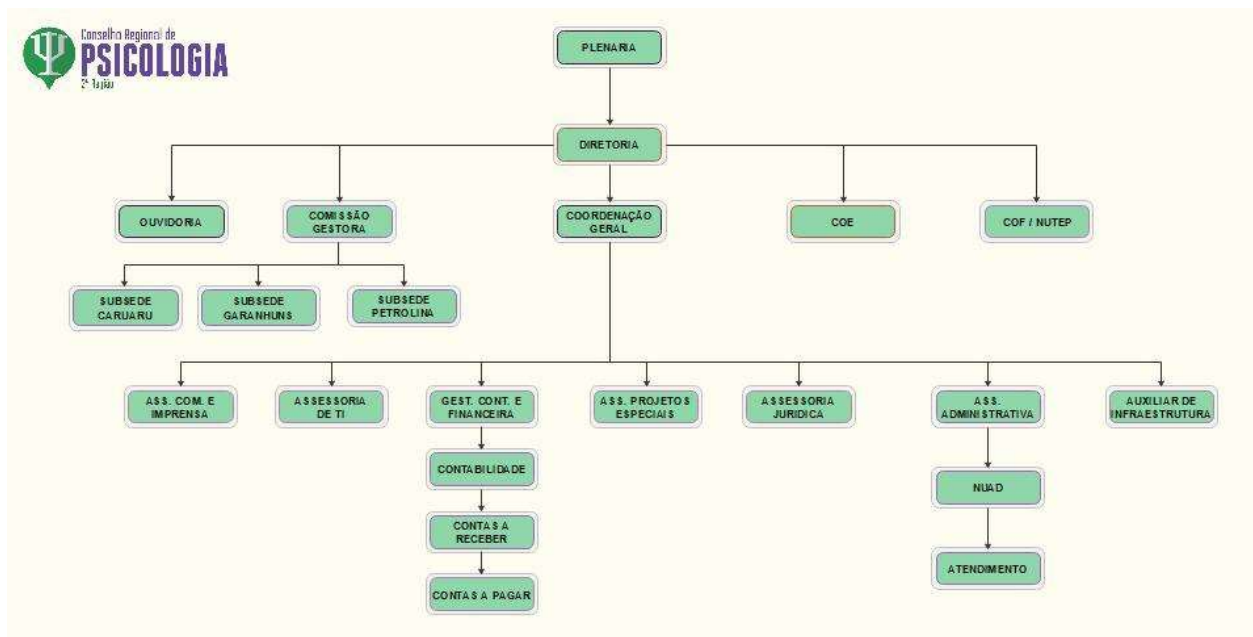 Conselho Regional de
PSICOLOGIA
2ª Região
PLENARIA
DIRETORIA
OUVIDORIA
COMISSÃO
GESTORA
COORDENAÇÃO
GERAL
COE
COF / NUTEP
SUBSEDE
CARUARU
SUBSEDE
GARANHUNS
SUBSEDE
PETROLINA
ASS. COM. E
IMPRENSA
ASSESSORIA
DE TI
GEST. CONT. E
FINANCEIRA
ASS. PROJETOS
ESPECIAIS
ASSESSORIA
JURIDICA
ASS.
ADMINISTRATIVA
AUXILIAR DE
INFRAESTRUTURA
CONTABILIDADE
NUAD
CONTAS A
RECEBER
ATENDIMENTO
CONTAS A PAGAR